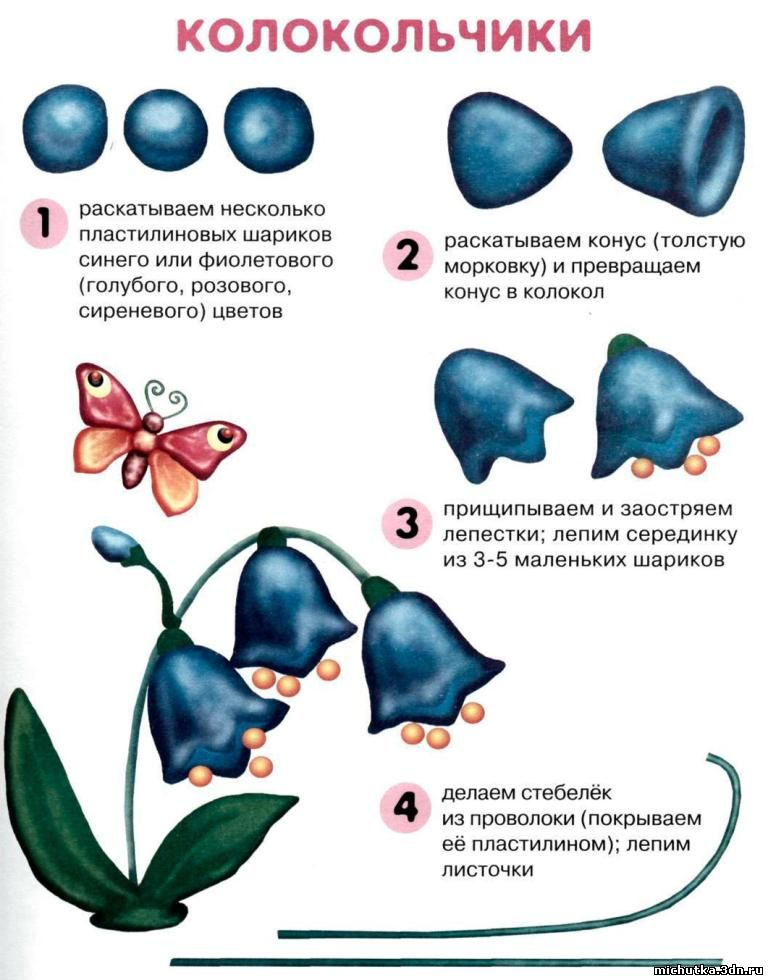 КОЛОКОЛЬЧИКИ
1 раскатываем несколько
пластилиновых шариков
синего или фиолетового
(голубого, розового,
сиреневого) цветов
2 раскатываем конус (толстую
морковку) и превращаем
конус в колокол
3 прищипываем и заостряем
лепестки; лепим серединку
из 3-5 маленьких шариков
4 делаем стебелёк
из проволоки (покрываем
её пластилином); лепим
листочки
michutka.3dn.ru